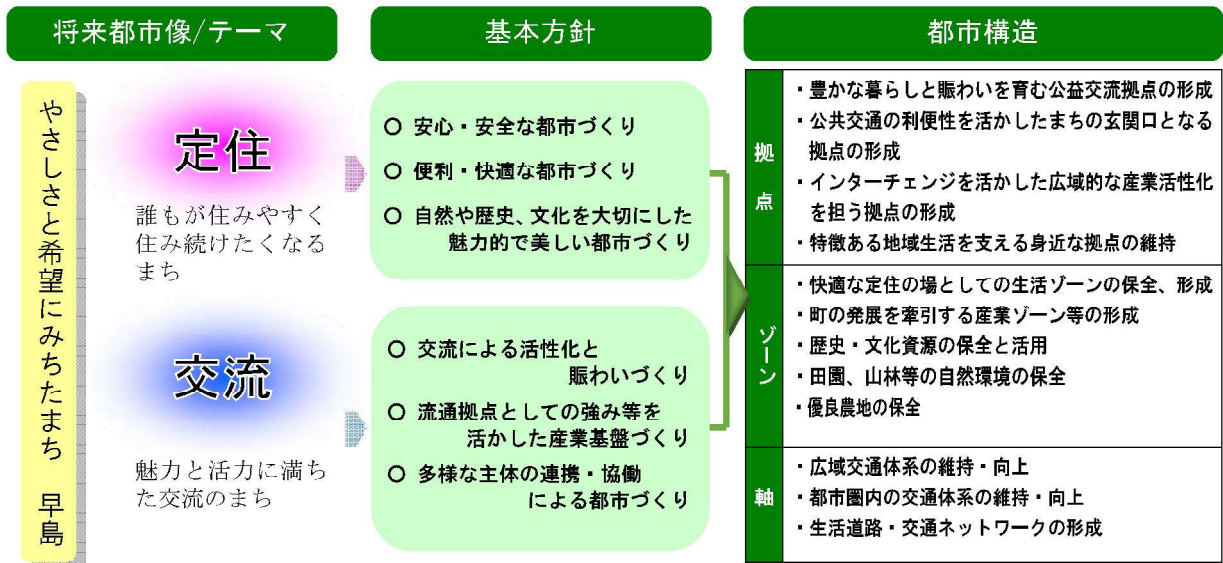 将来都市像/テーマ
基本方針
都市構造
やさしさと希望にみちたまち 早島
定住
誰もが住みやすく
住み続けたくなる
まち
交流
魅力と活力に満ち
た交流のまち
○ 安心・安全な都市づくり
○ 便利・快適な都市づくり
○ 自然や歴史、文化を大切にした
魅力的で美しい都市づくり
○ 交流による活性化と
賑わいづくり
○ 流通拠点としての強み等を
活かした産業基盤づくり
○ 多様な主体の連携・協働
による都市づくり
拠点
・豊かな暮らしと賑わいを育む公益交流拠点の形成
・公共交通の利便性を活かしたまちの玄関口となる
拠点の形成
・インターチェンジを活かした広域的な産業活性化
を担う拠点の形成
・特徴ある地域生活を支える身近な拠点の維持
ゾーン
・快適な定住の場としての生活ゾーンの保全、形成
・町の発展を牽引する産業ゾーン等の形成
・歴史・文化資源の保全と活用
・田園、山林等の自然環境の保全
・優良農地の保全
軸
・広域交通体系の維持・向上
・都市圏内の交通体系の維持・向上
・生活道路・交通ネットワークの形成